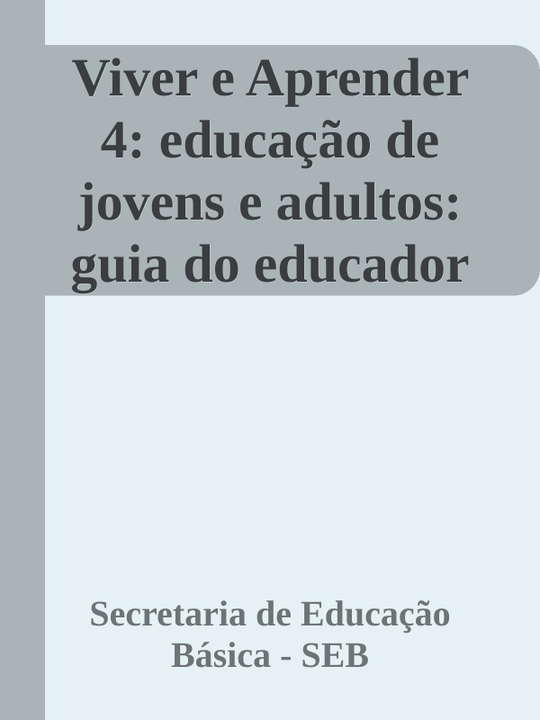 Viver e Aprender
4: educação de
jovens e adultos:
guia do educador
Secretaria de Educação
Básica - SEB